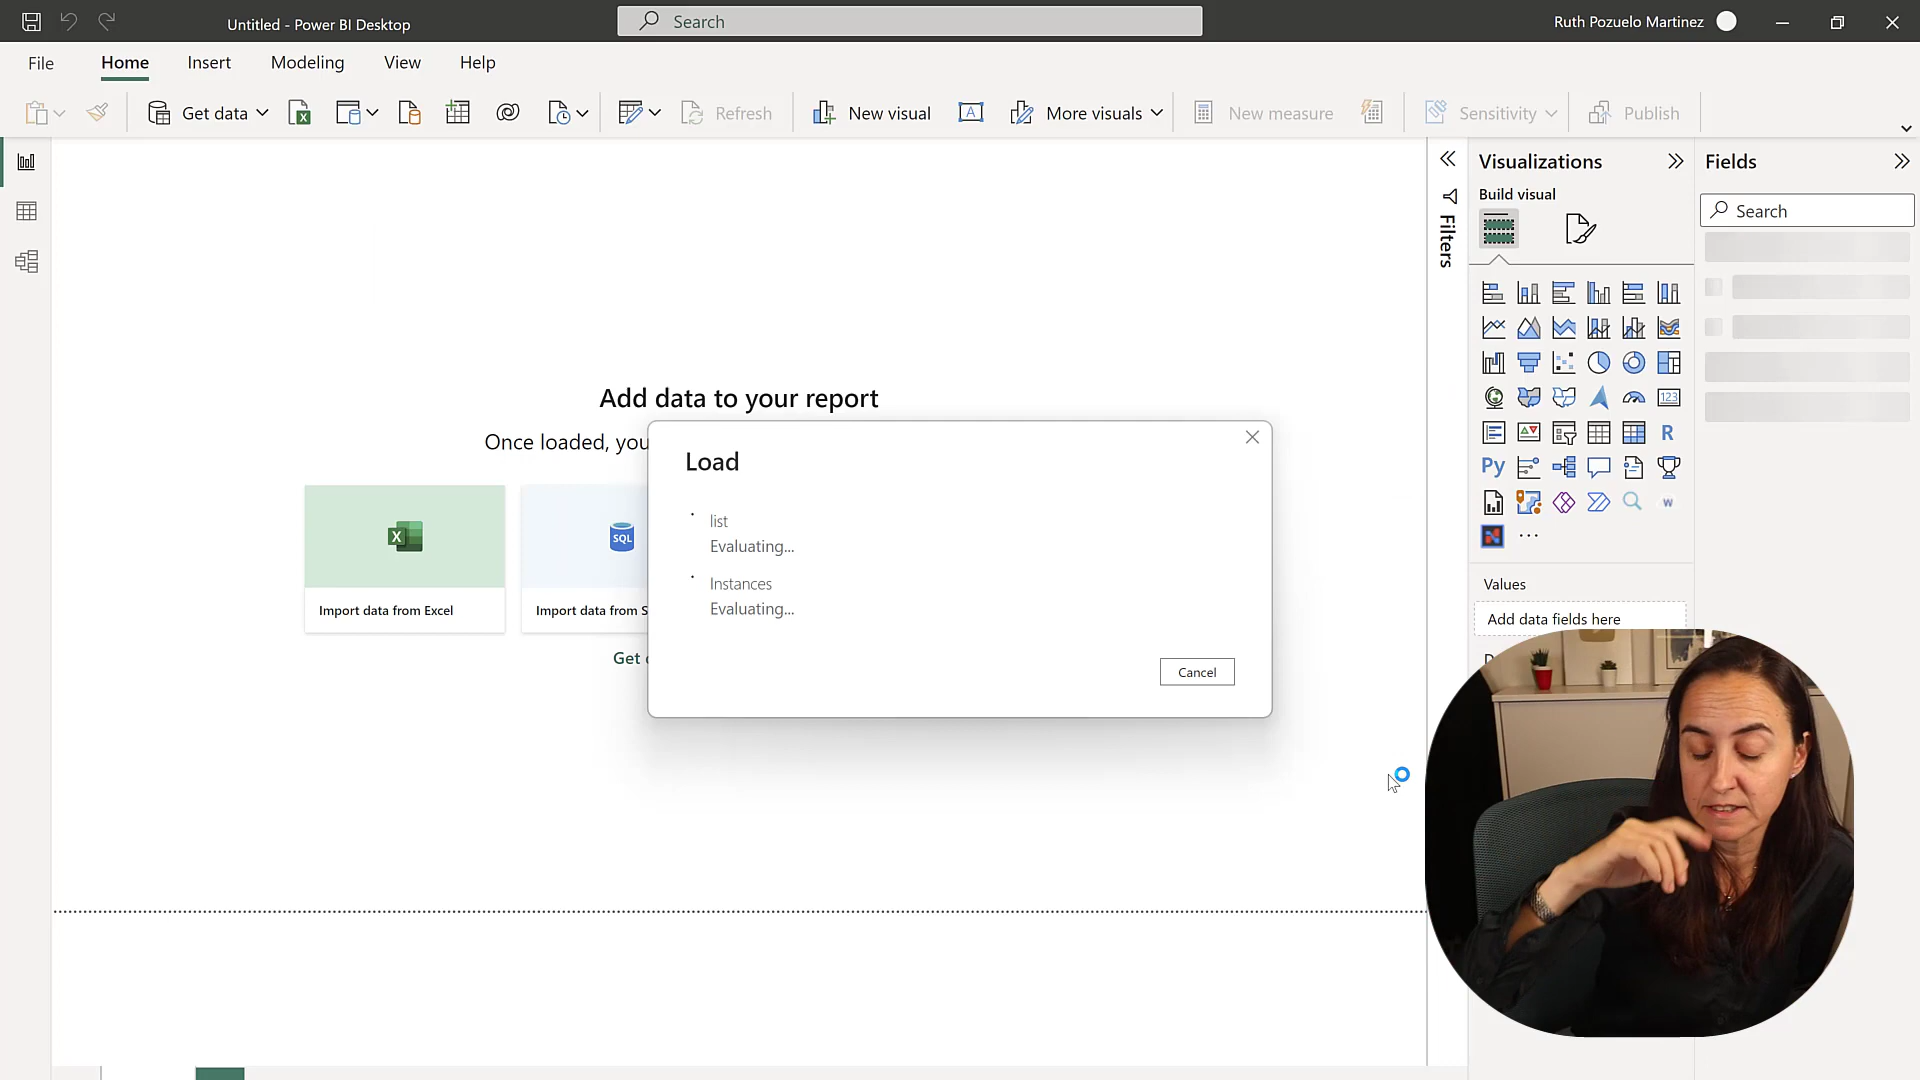 Untitled - Power BI Desktop
Search
Ruth Pozuelo Martinez
File
Home
Insert
Modeling
View
Help
Get data
Refresh
New visual
More visuals
New measure
Sensitivity
Publish
Filters
Visualizations
Build visual
123
R
Py
W
Values
Add data fields here
Fields
Search
Add data to your report
Once loaded, you
SQL
Import data from Excel
Import data from S
Get
Load
list
Evaluating...
Instances
Evaluating...
Cancel